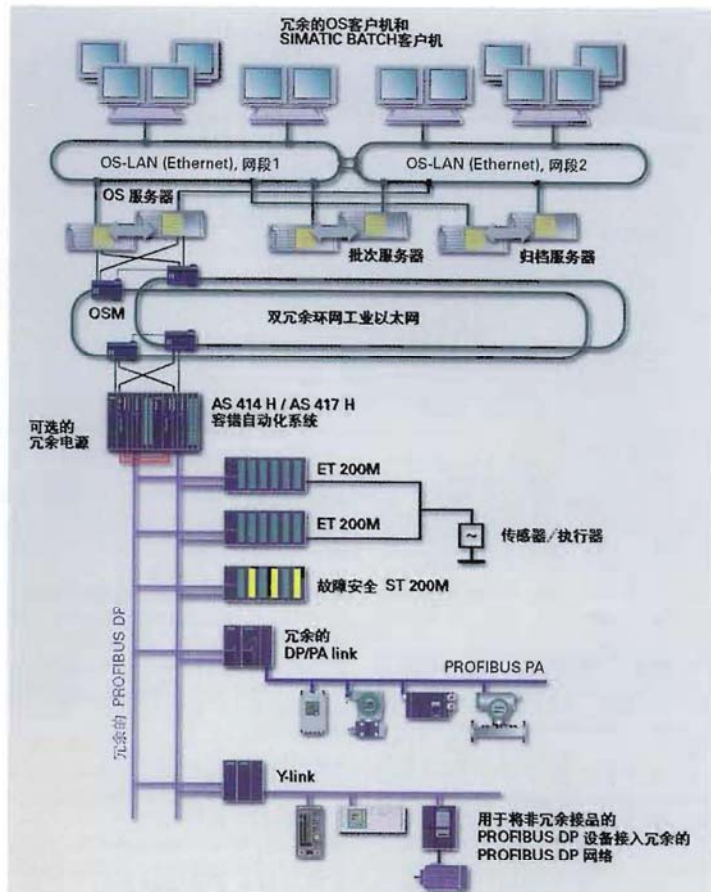 冗余的OS客户机和
SIMATIC BATCH客户机
OS-LAN (Ethernet), 网段1
OS-LAN (Ethernet), 网段2
OS 服务器
批次服务器
归档服务器
OSM
双冗余环网工业以太网
AS 414 H / AS 417 H
容错自动化系统
可选的
冗余电源
ET 200M
ET 200M
传感器/执行器
故障安全 ST 200M
冗余的 PROFIBUS DP
冗余的
DP/PA link
PROFIBUS PA
Y-link
用于将非冗余接品的
PROFIBUS DP 设备接入冗余的
PROFIBUS DP 网络